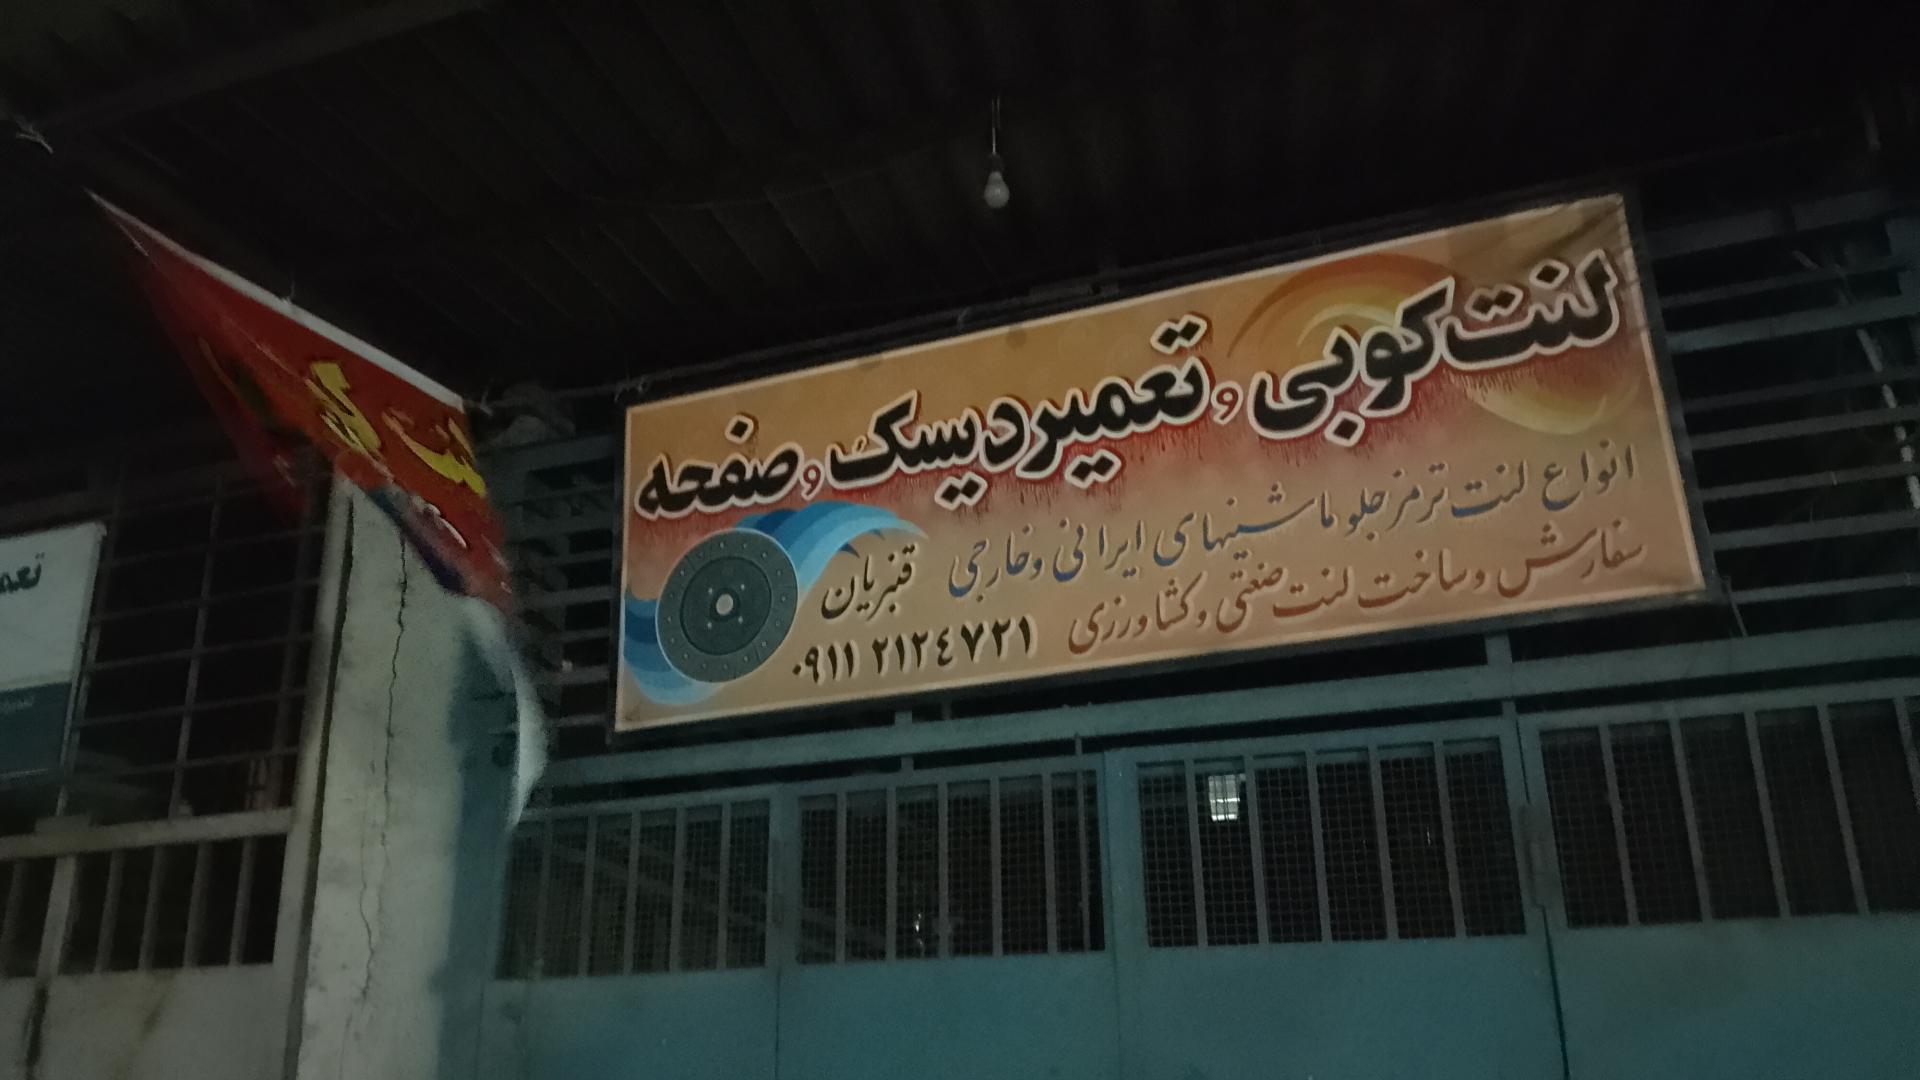 لنت‌کوبی و تعمیر دیسک و صفحه
انواع لنت ترمز جلو ماشینهای ایرانی و خارجی
سفارش و ساخت لنت صنعتی و کشاورزی
قنبریان
۰۹۱۱ ۲۱۲٤۷۲۱